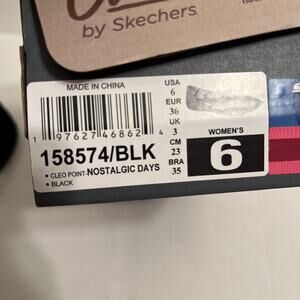 by Skechers
MADE IN CHINA
USA
6
EUR
36
UK
3
CM
23
BRA
35
1 97627 46862 4
158574/BLK
• CLEO POINT-NOSTALGIC DAYS
• BLACK
WOMEN'S
6